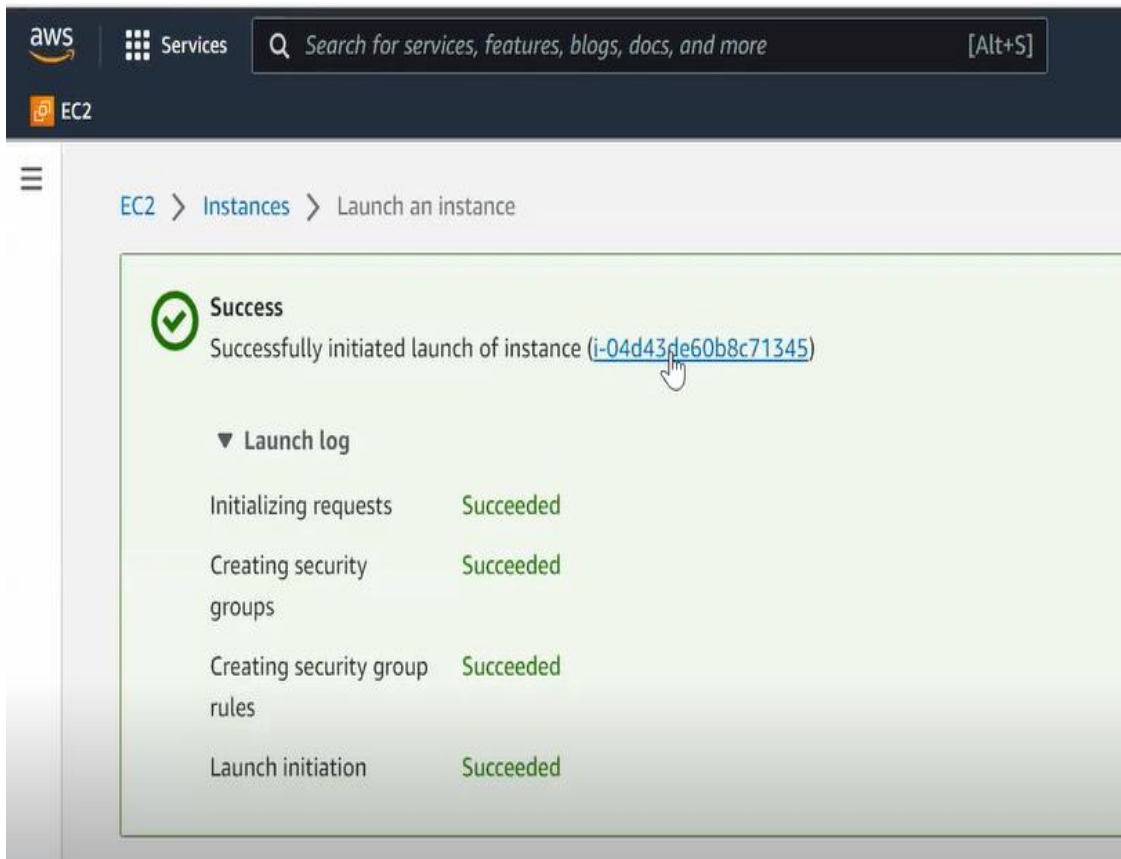 aws Services Search for services, features, blogs, docs, and more [Alt+S]
EC2
EC2 > Instances > Launch an instance
Success
Successfully initiated launch of instance (i-04d43de60b8c71345)
▼ Launch log
Initializing requests Succeeded
Creating security Succeeded
groups
Creating security group Succeeded
rules
Launch initiation Succeeded